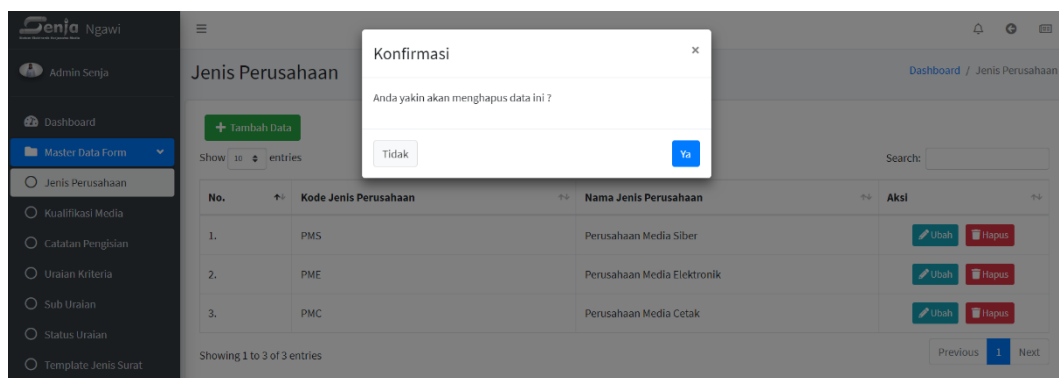 Senja Ngawi
Admin Senja
Dashboard
Master Data Form
Jenis Perusahaan
Kualifikasi Media
Catatan Pengisian
Uraian Kriteria
Sub Uraian
Status Uraian
Template Jenis Surat
Jenis Perusahaan
Dashboard / Jenis Perusahaan
Konfirmasi ×
Anda yakin akan menghapus data ini ?
Tidak Ya
+ Tambah Data
Show 10 entries Search:
No. Kode Jenis Perusahaan Nama Jenis Perusahaan Aksi
1. PMS Perusahaan Media Siber Ubah Hapus
2. PME Perusahaan Media Elektronik Ubah Hapus
3. PMC Perusahaan Media Cetak Ubah Hapus
Showing 1 to 3 of 3 entries Previous 1 Next